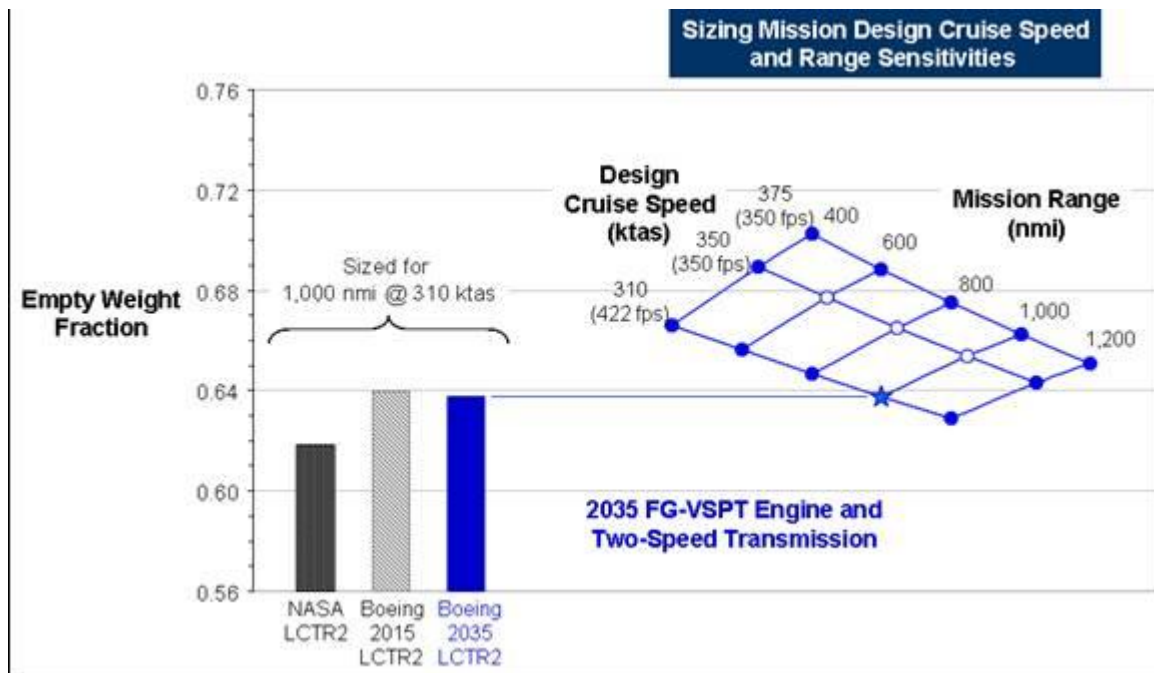 Sizing Mission Design Cruise Speed
and Range Sensitivities
0.76
0.72
0.68
0.64
0.60
0.56
Empty Weight
Fraction
Sized for
1,000 nmi @ 310 ktas
Design
Cruise Speed
(ktas)
375
(350 fps)
350
(350 fps)
310
(422 fps)
400
600
800
1,000
1,200
Mission Range
(nmi)
2035 FG-VSPT Engine and
Two-Speed Transmission
NASA
LCTR2
Boeing
2015
LCTR2
Boeing
2035
LCTR2